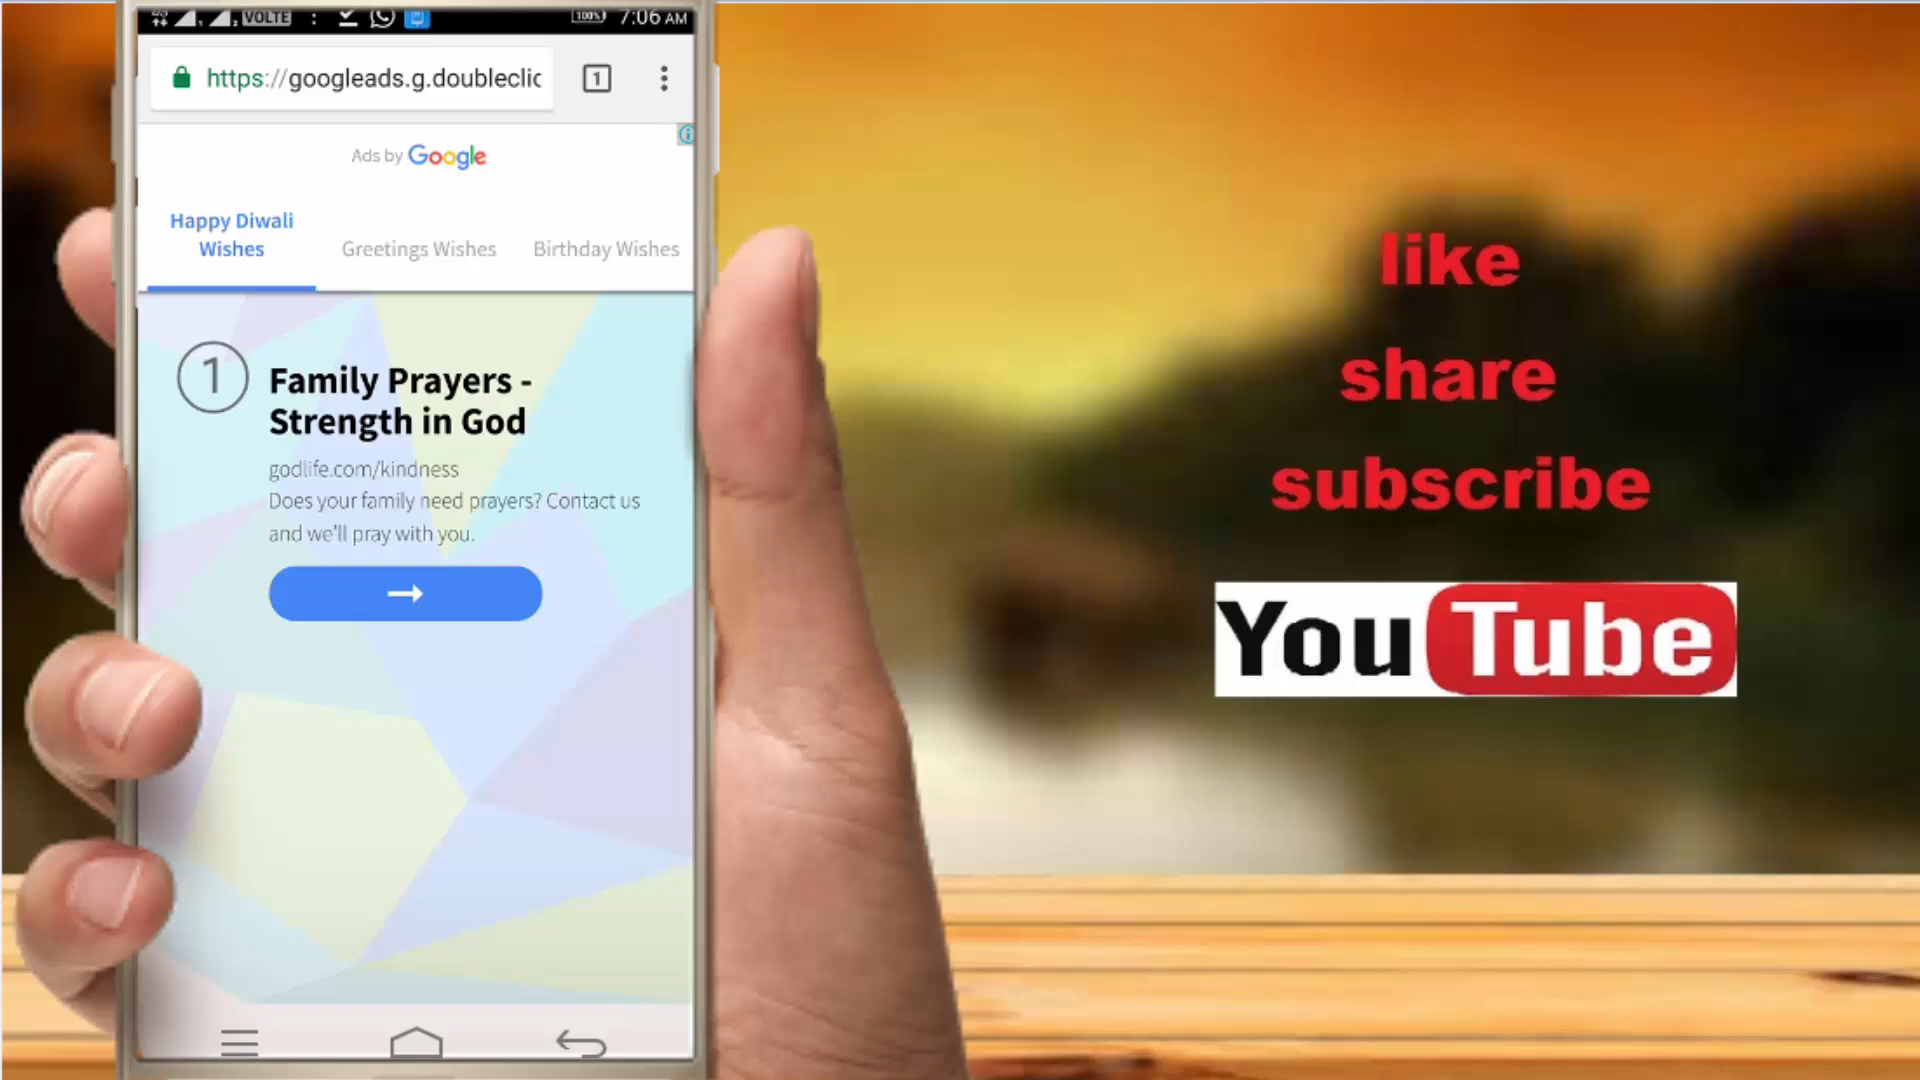 VOLTE
100%
7:06 AM
https://googleads.g.doubleclic
1
Ads by Google
Happy Diwali
Wishes
Greetings Wishes
Birthday Wishes
1
Family Prayers -
Strength in God
godlife.com/kindness
Does your family need prayers? Contact us
and we'll pray with you.
like
share
subscribe
YouTube